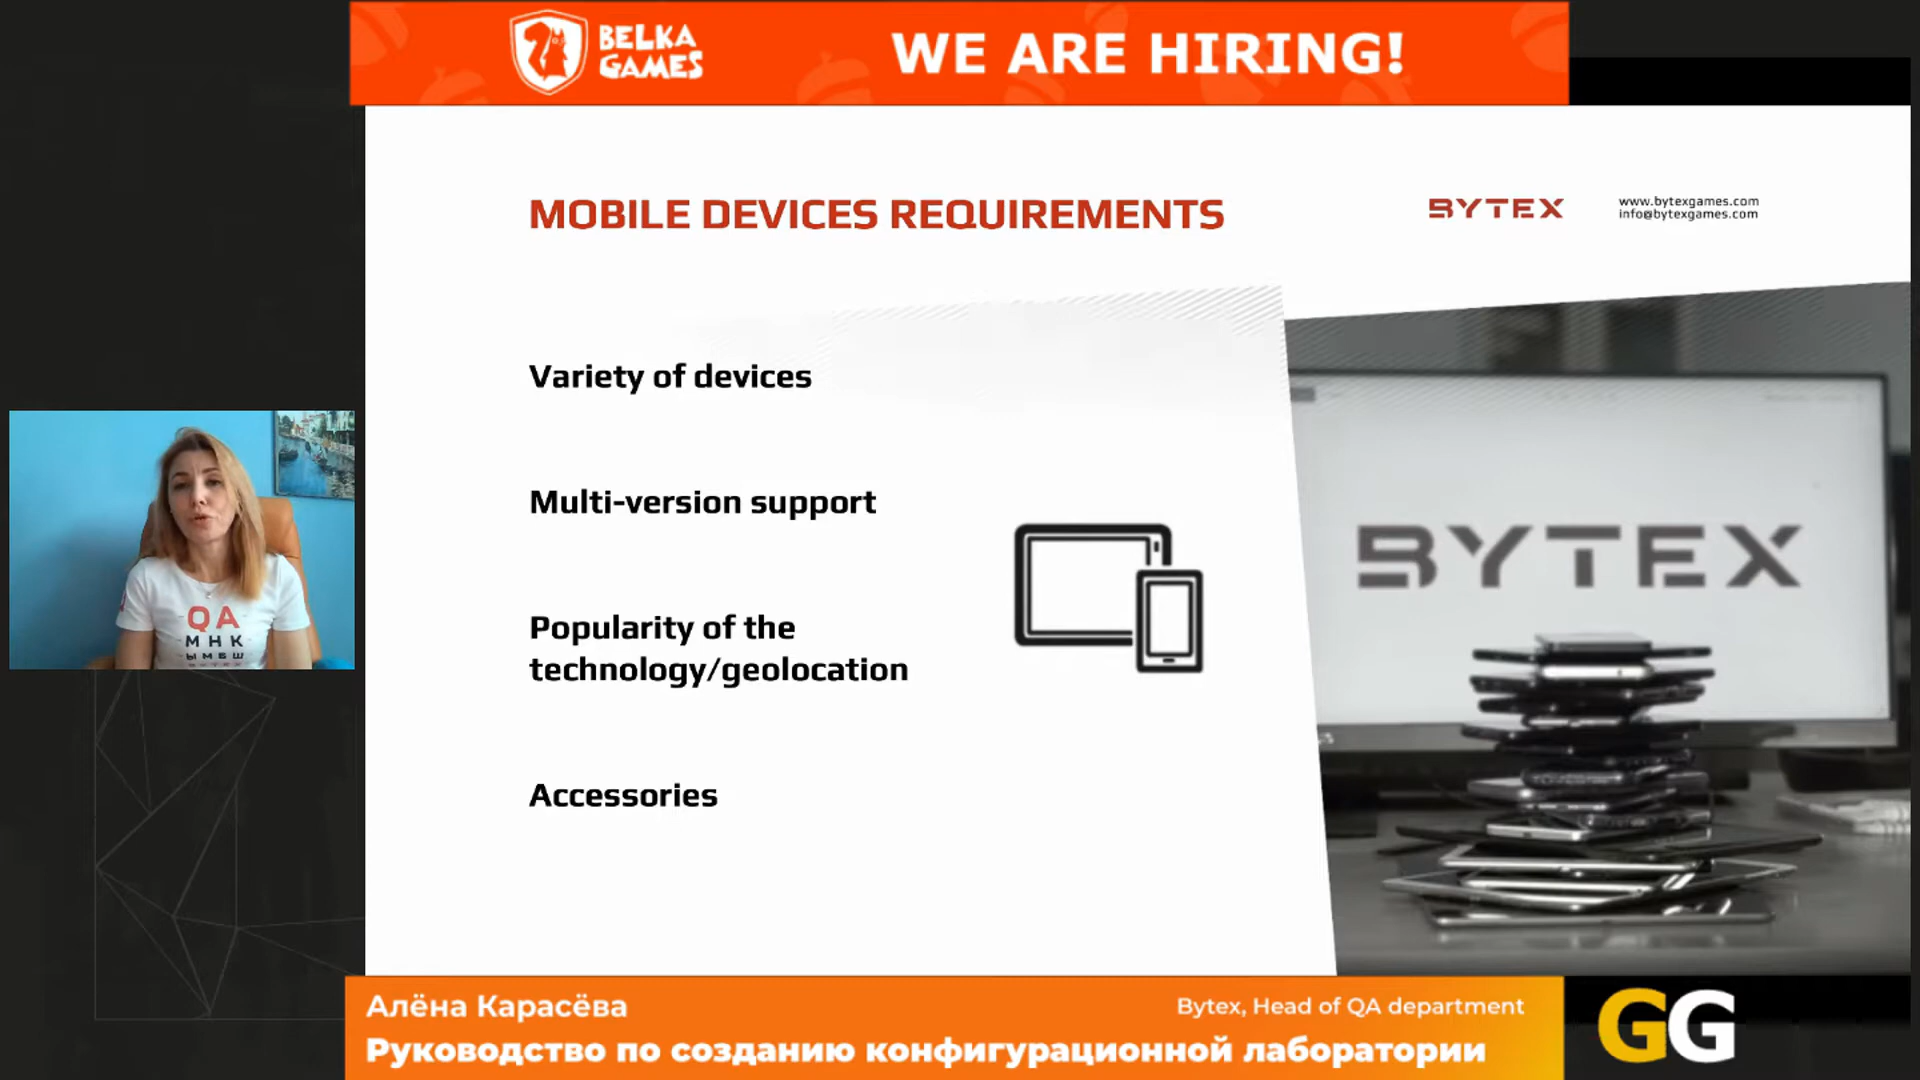 BELKA
GAMES
WE ARE HIRING!
MOBILE DEVICES REQUIREMENTS
BYTEX
www.bytexgames.com
info@bytexgames.com
Variety of devices
Multi-version support
Popularity of the
technology/geolocation
Accessories
BYTEX
QA
МНК
ЫМБШ
Алёна Карасёва
Bytex, Head of QA department
Руководство по созданию конфигурационной лаборатории
GG